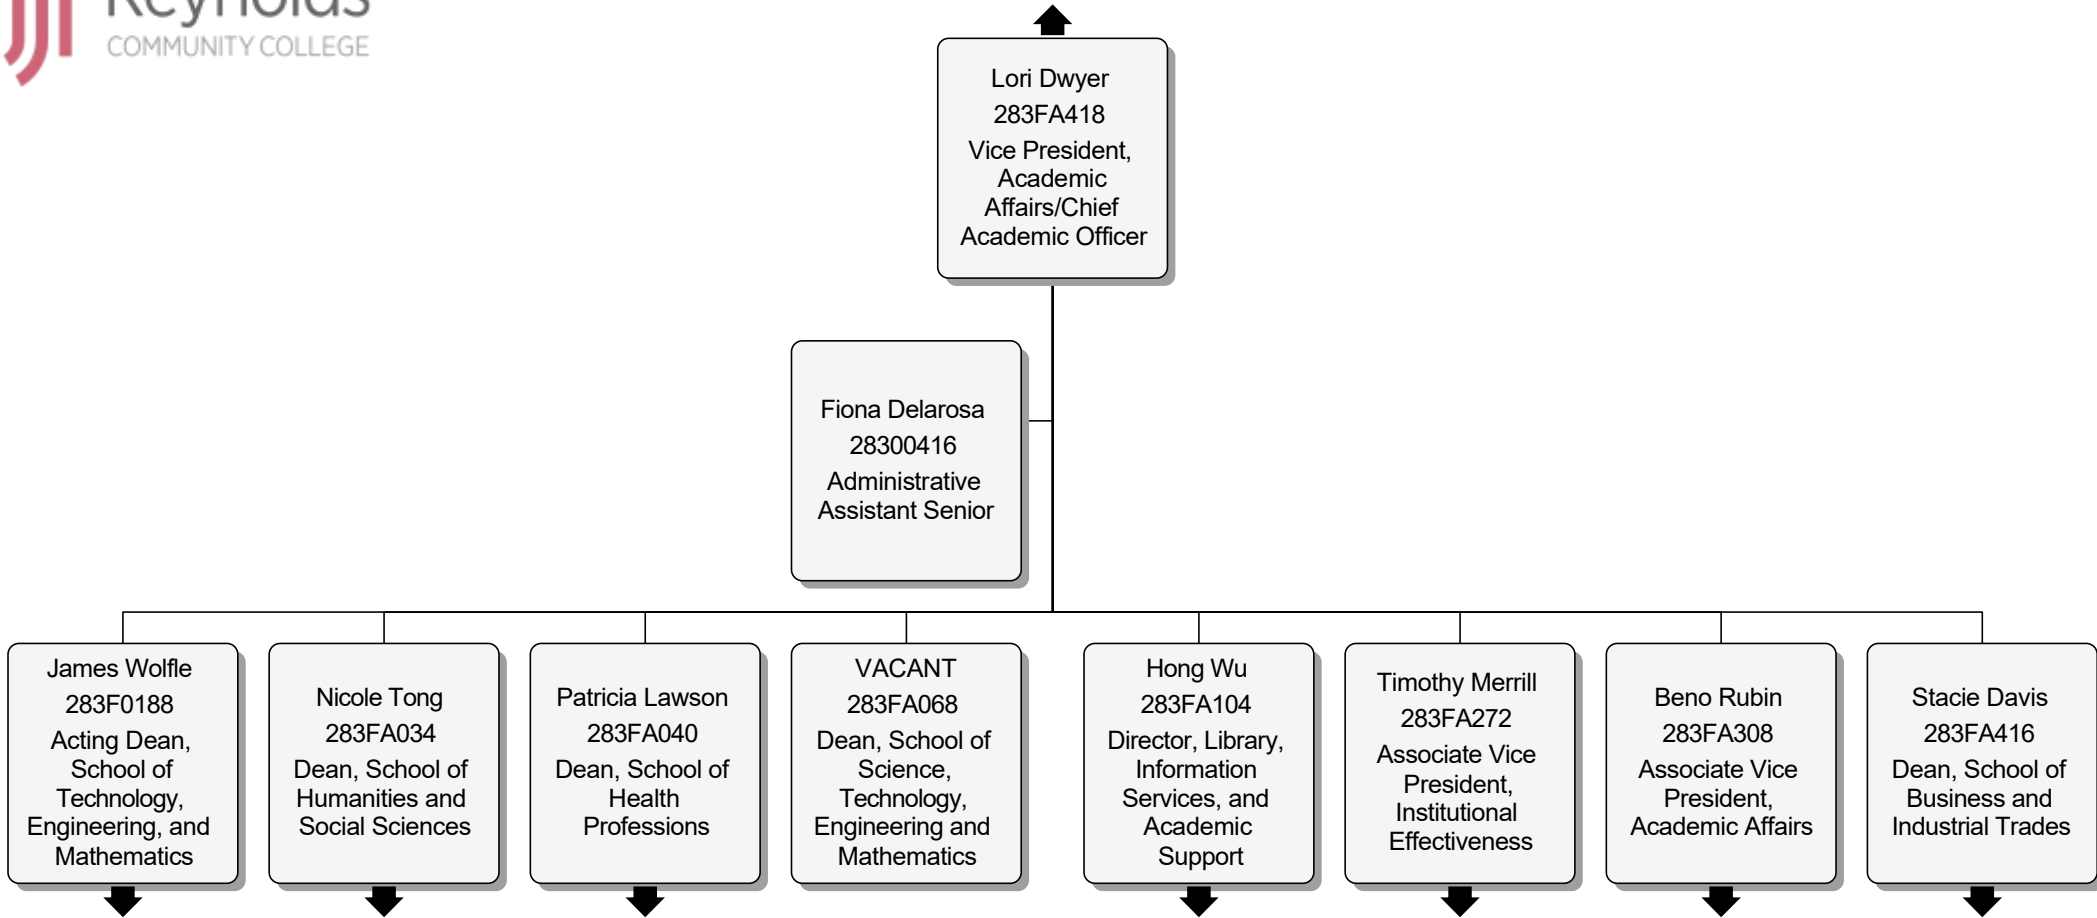 Reynolds
COMMUNITY COLLEGE
Lori Dwyer
283FA418
Vice President,
Academic
Affairs/Chief
Academic Officer
Fiona Delarosa
28300416
Administrative
Assistant Senior
James Wolfle
283F0188
Acting Dean,
School of
Technology,
Engineering, and
Mathematics
Nicole Tong
283FA034
Dean, School of
Humanities and
Social Sciences
Patricia Lawson
283FA040
Dean, School of
Health
Professions
VACANT
283FA068
Dean, School of
Science,
Technology,
Engineering and
Mathematics
Hong Wu
283FA104
Director, Library,
Information
Services, and
Academic
Support
Timothy Merrill
283FA272
Associate Vice
President,
Institutional
Effectiveness
Beno Rubin
283FA308
Associate Vice
President,
Academic Affairs
Stacie Davis
283FA416
Dean, School of
Business and
Industrial Trades